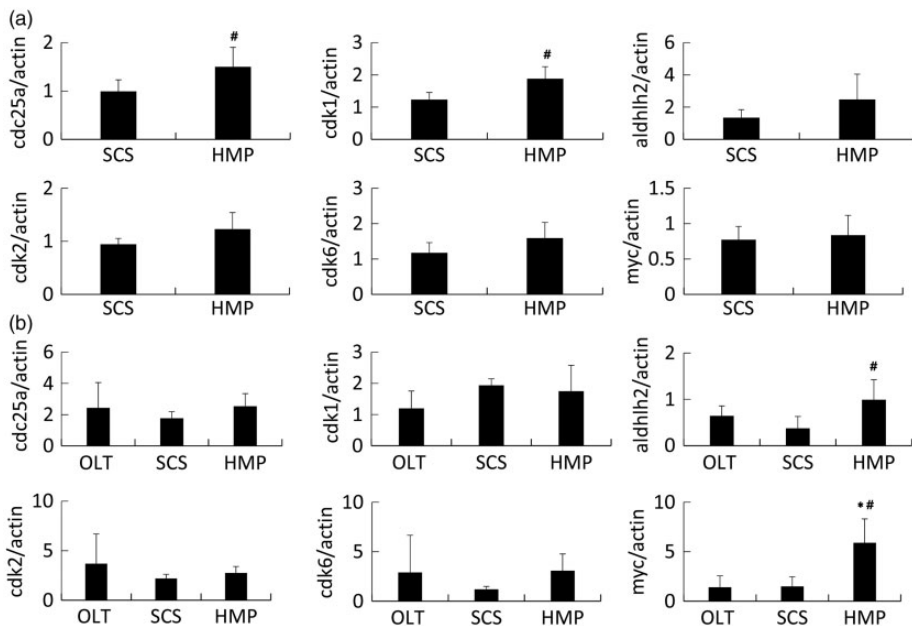 (a)
cdc25a/actin
2
1
0
#
SCS HMP
cdk1/actin
3
2
1
0
#
SCS HMP
aldhlh2/actin
6
4
2
0
SCS HMP
cdk2/actin
2
1
0
SCS HMP
cdk6/actin
3
2
1
0
SCS HMP
myc/actin
1.5
1
0.5
0
SCS HMP
(b)
cdc25a/actin
6
4
2
0
OLT SCS HMP
cdk1/actin
3
2
1
0
OLT SCS HMP
aldhlh2/actin
2
1
0
#
OLT SCS HMP
cdk2/actin
10
5
0
OLT SCS HMP
cdk6/actin
10
5
0
OLT SCS HMP
myc/actin
10
5
0
*#
OLT SCS HMP